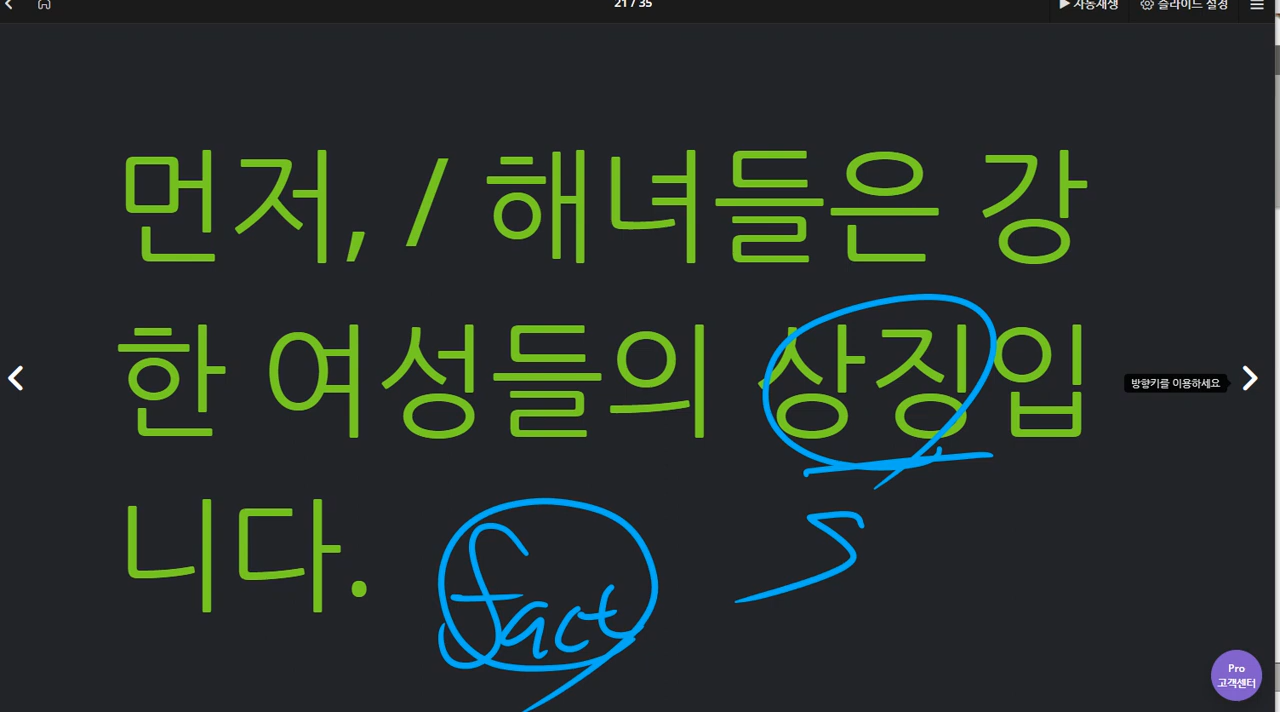 21 / 35
▶ 자동재생
슬라이드 설정
먼저, / 해녀들은 강
한 여성들의 상징입
니다.
방향키를 이용하세요
fact
Pro
고객센터